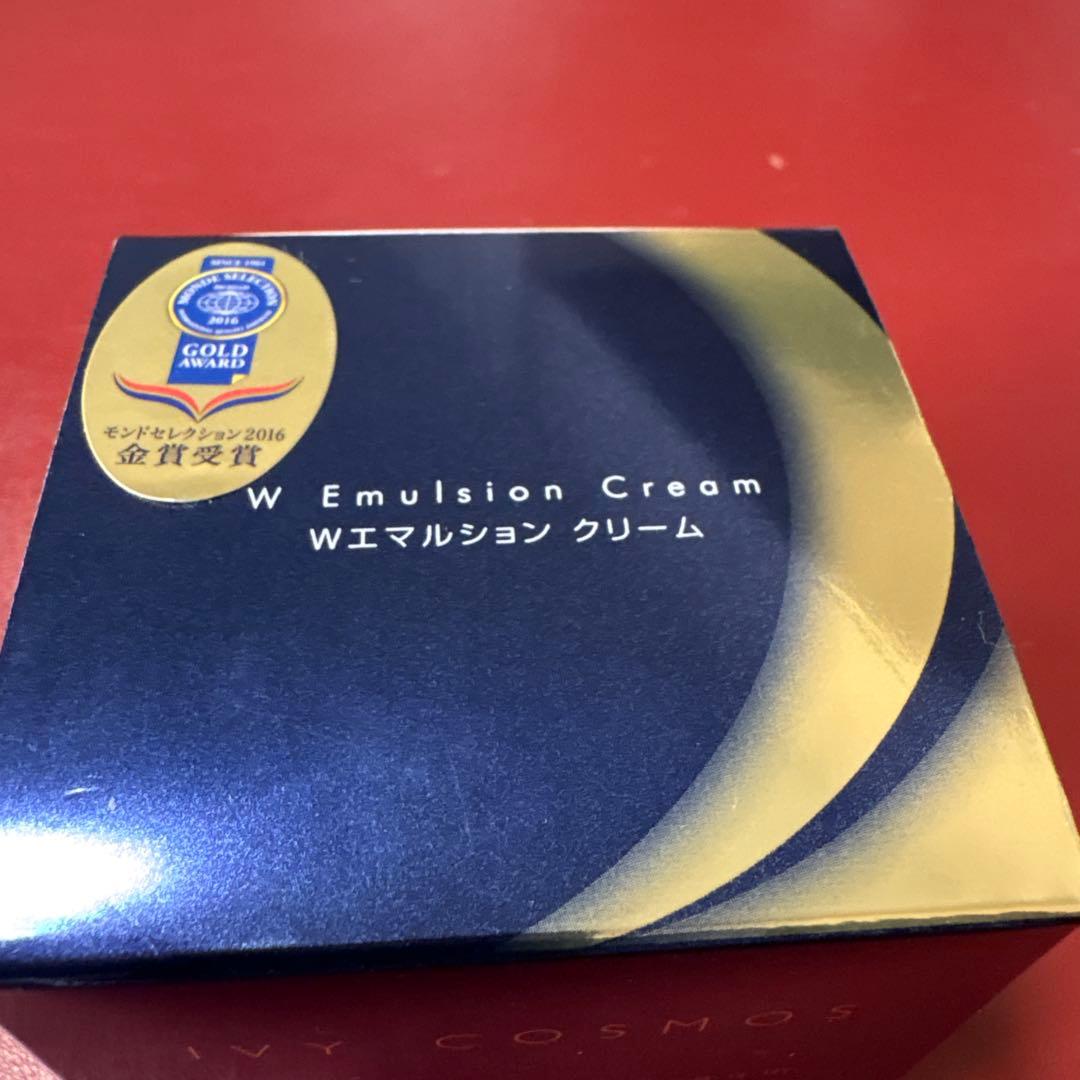 SINCE 1961
MONDE SELECTION
2016
GOLD
AWARD
モンドセレクション2016
金賞受賞
W Emulsion Cream
Wエマルション クリーム
IVY COSMOS